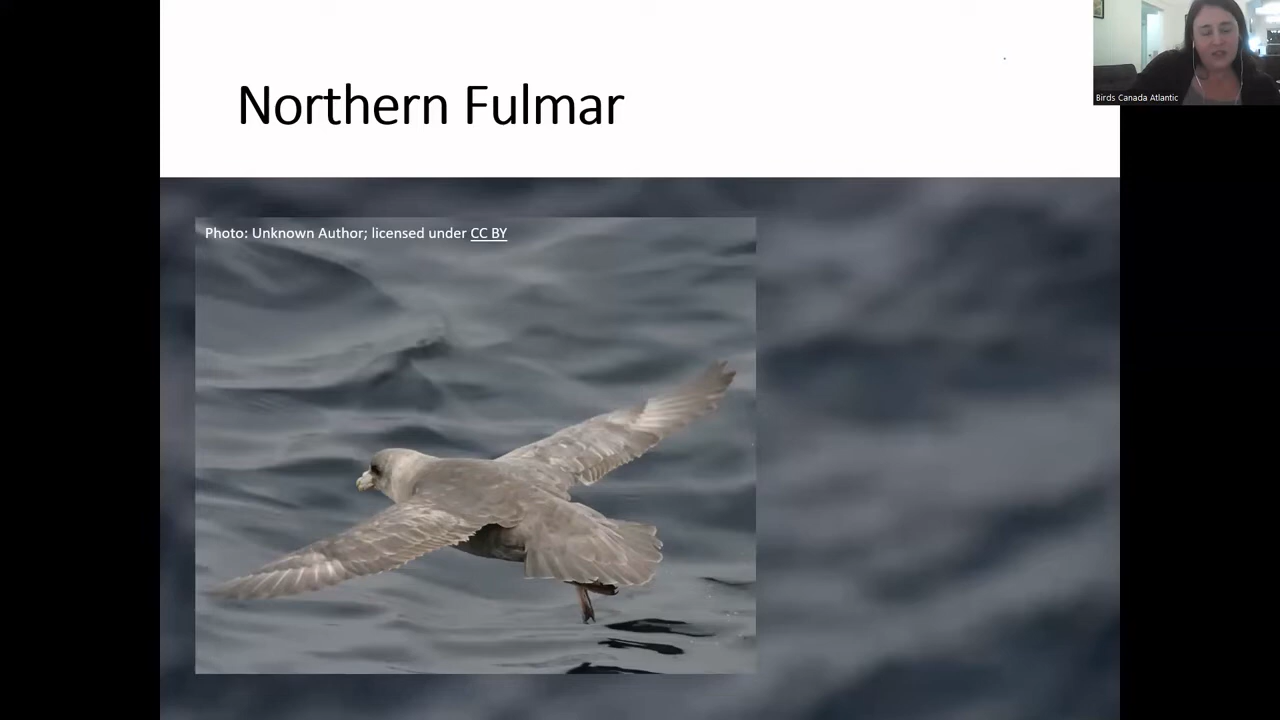 Northern Fulmar
Birds Canada Atlantic
Photo: Unknown Author; licensed under CC BY